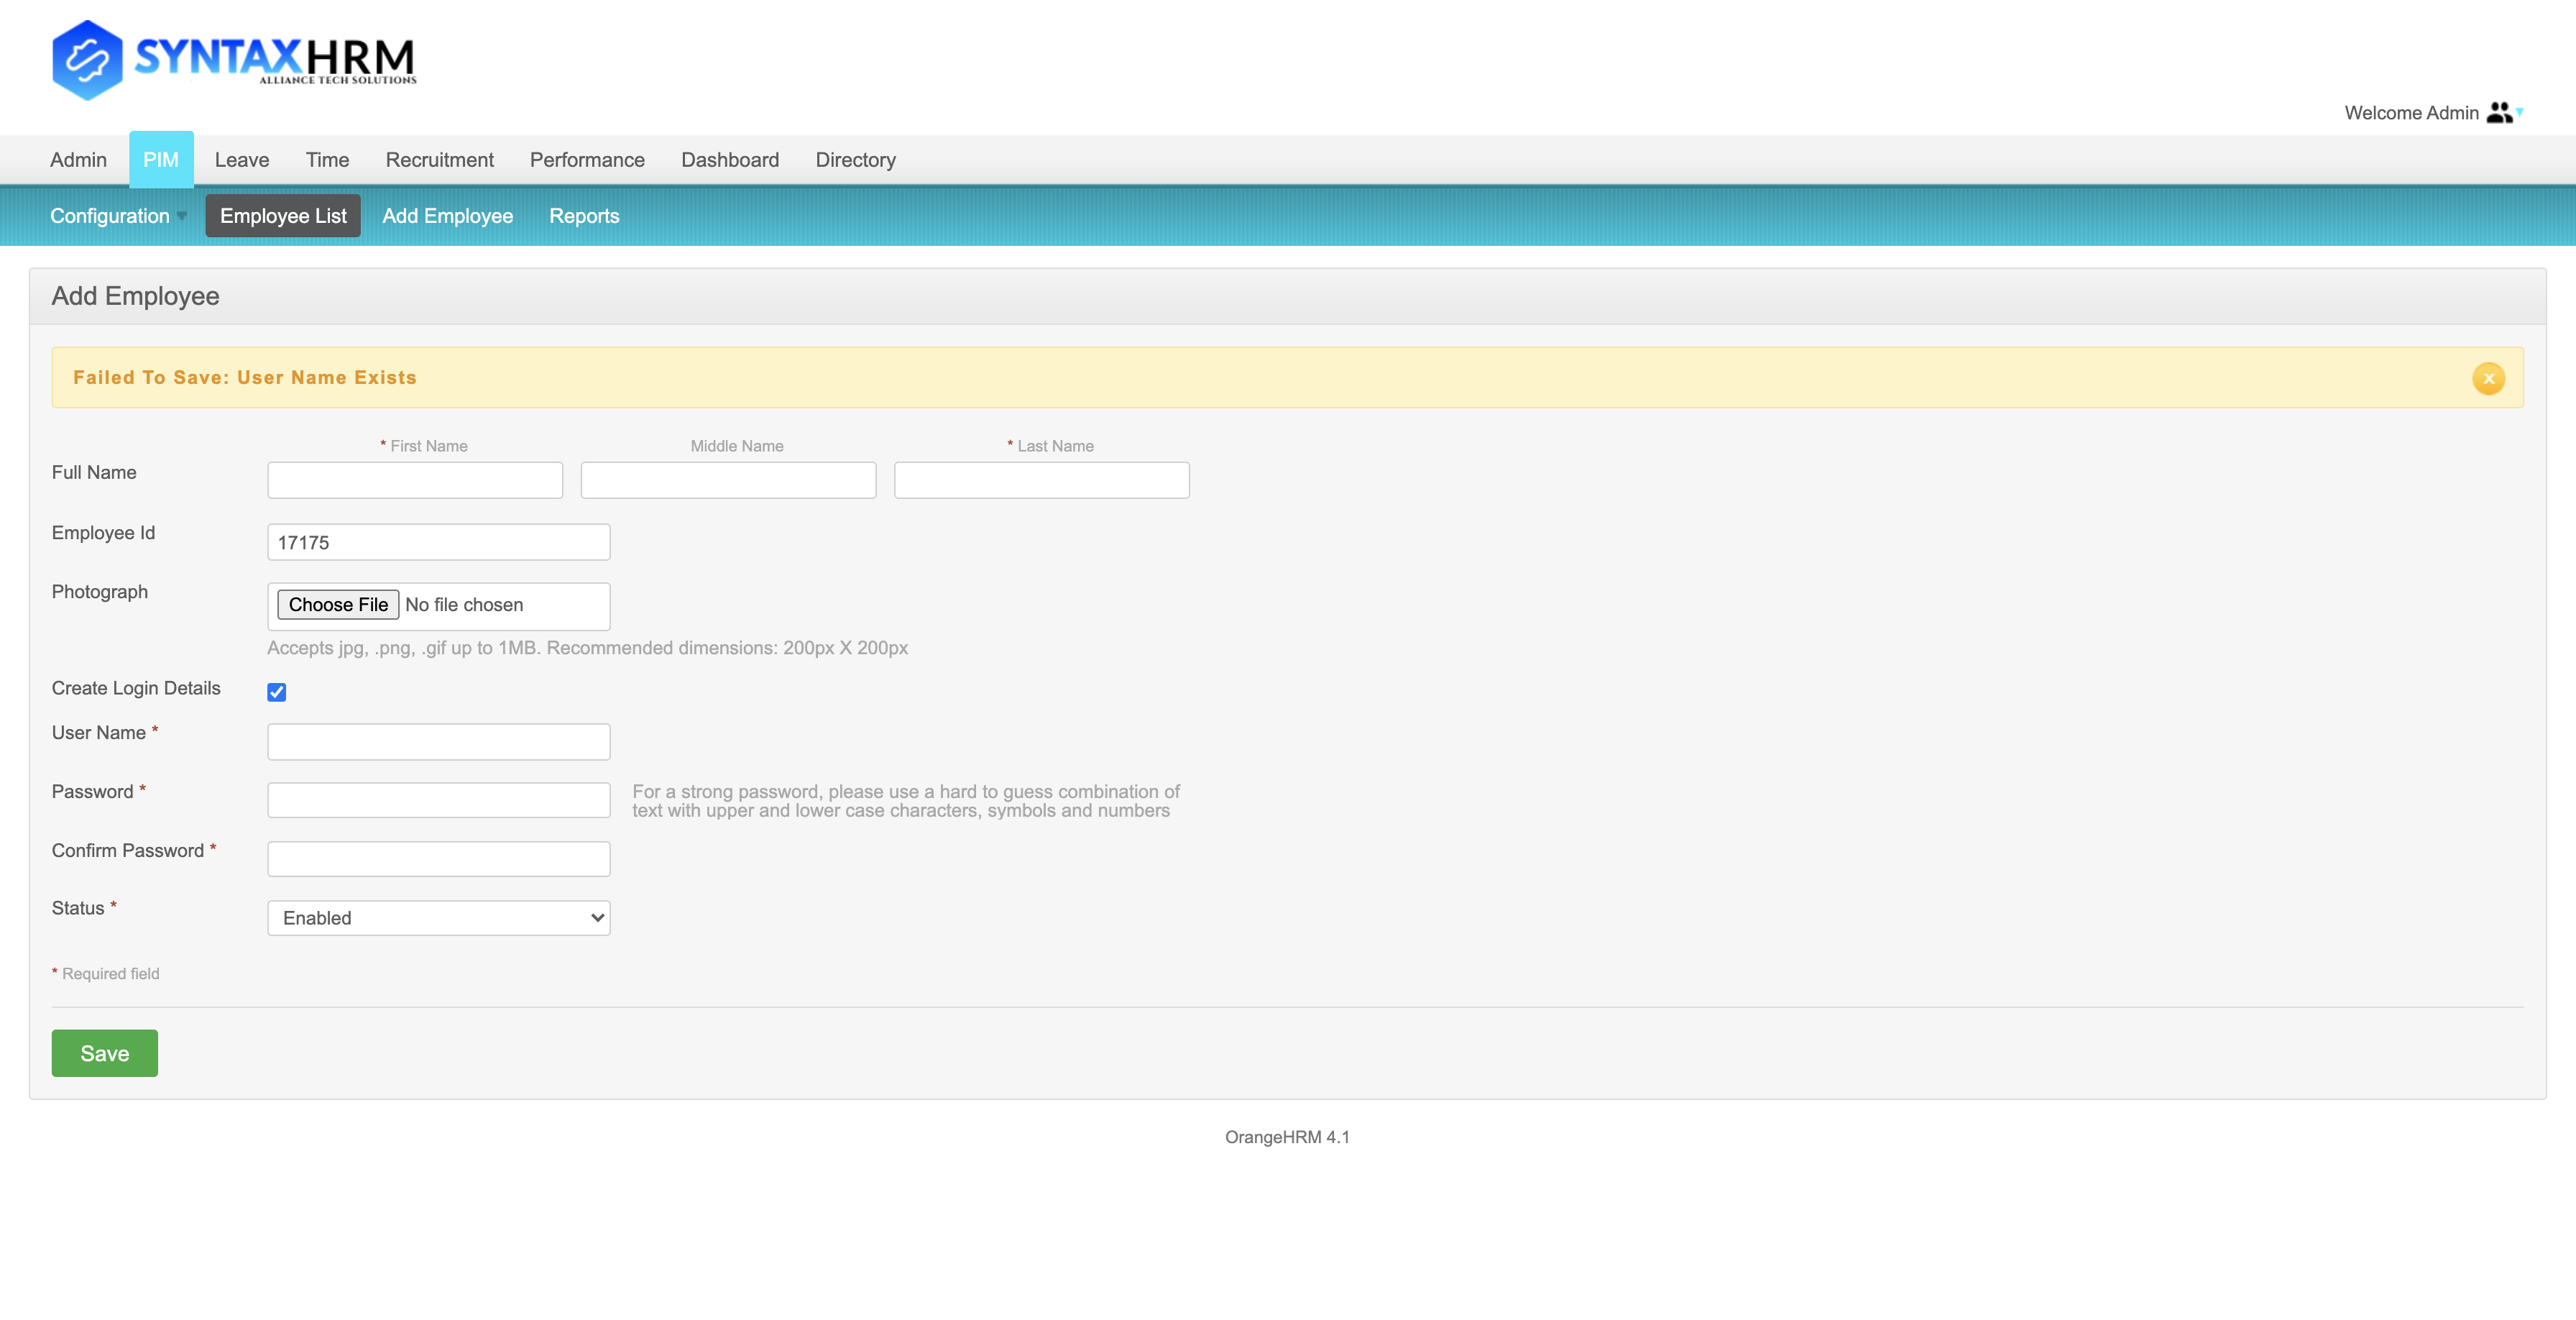 SYNTAXHRM
ALLIANCE TECH SOLUTIONS
Welcome Admin
Admin PIM Leave Time Recruitment Performance Dashboard Directory
Configuration Employee List Add Employee Reports
Add Employee
Failed To Save: User Name Exists
* First Name Middle Name * Last Name
Full Name
Employee Id 17175
Photograph Choose File No file chosen
Accepts jpg, .png, .gif up to 1MB. Recommended dimensions: 200px X 200px
Create Login Details
User Name *
Password * For a strong password, please use a hard to guess combination of
text with upper and lower case characters, symbols and numbers
Confirm Password *
Status * Enabled
* Required field
Save
OrangeHRM 4.1